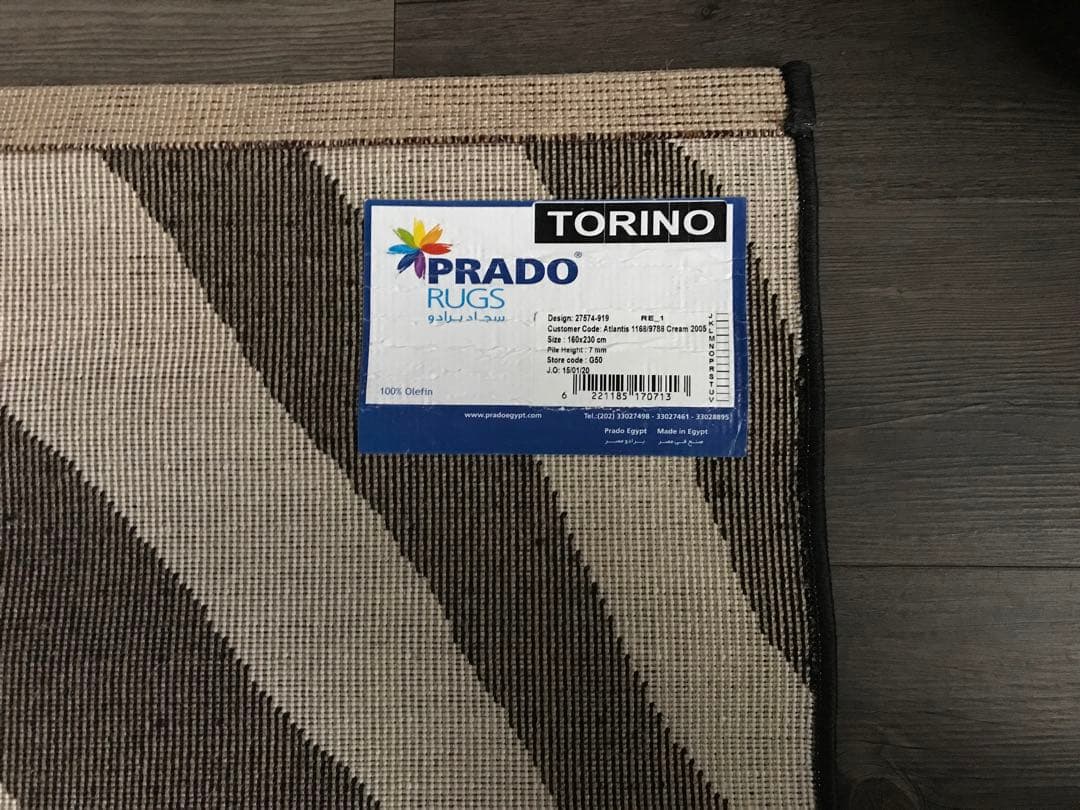 TORINO
PRADO®
RUGS
سجاد برادو
Design: 27574-919 RE_1
Customer Code: Atlantis 1168/9788 Cream 2005
Size : 160x230 cm
Pile Height : 7 mm
Store code : G50
J.O: 15/01/20
6 221185 170713
J
K
L
M
N
O
P
R
S
T
U
V
100% Olefin
www.pradoegypt.com Tel.:(202) 33027498 - 33027461 - 33028895
Prado Egypt Made in Egypt
برادو مصر صنع في مصر